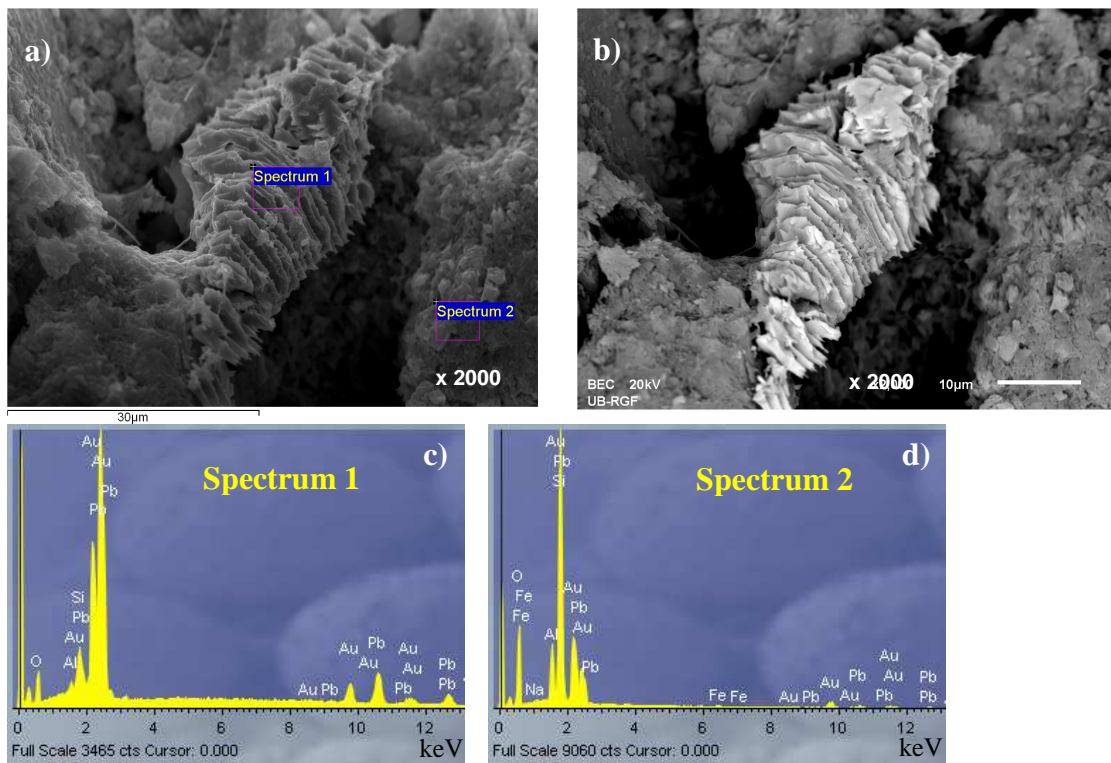 a)
Spectrum 1
Spectrum 2
x 2000
30µm
b)
BEC 20kV x 2000 10µm
UB-RGF
c)
Spectrum 1
Au
Au
Pb
Pb
Si
Pb
Au
O
Al
Au Pb
Au
Au
Pb
Au
Au
Pb
Pb
Pb
0 2 4 6 8 10 12
Full Scale 3465 cts Cursor: 0.000 keV
d)
Spectrum 2
Au
Pb
Si
O
Fe
Fe
Na
Au
Pb
Au
Pb
Fe Fe
Au Pb
Au
Au
Pb
Au
Au
Pb
Pb
Pb
0 2 4 6 8 10 12
Full Scale 9060 cts Cursor: 0.000 keV